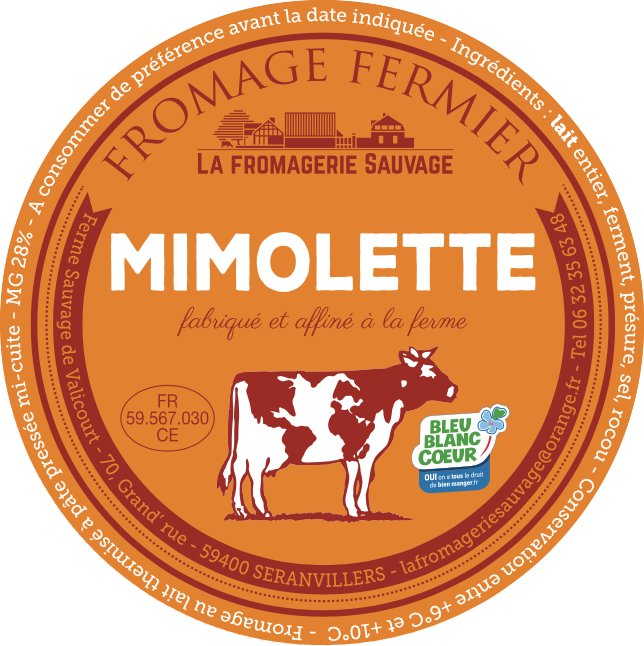 A consommer de préférence avant la date indiquée - Ingrédients : lait entier, ferment, présure, sel, rocou - Conservation entre +6°C et +10°C - Fromage au lait thermisé à pâte pressée mi-cuite - MG 28% -
FROMAGE FERMIER
LA FROMAGERIE SAUVAGE
MIMOLETTE
fabriqué et affiné à la ferme
FR
59.567.030
CE
BLEU
BLANC
COEUR
OUI on a tous le droit
de bien manger.fr
Ferme Sauvage de Valicourt - 70, Grand' rue - 59400 SERANVILLERS - lafromageriesauvage@orange.fr - Tel 06 32 35 63 48